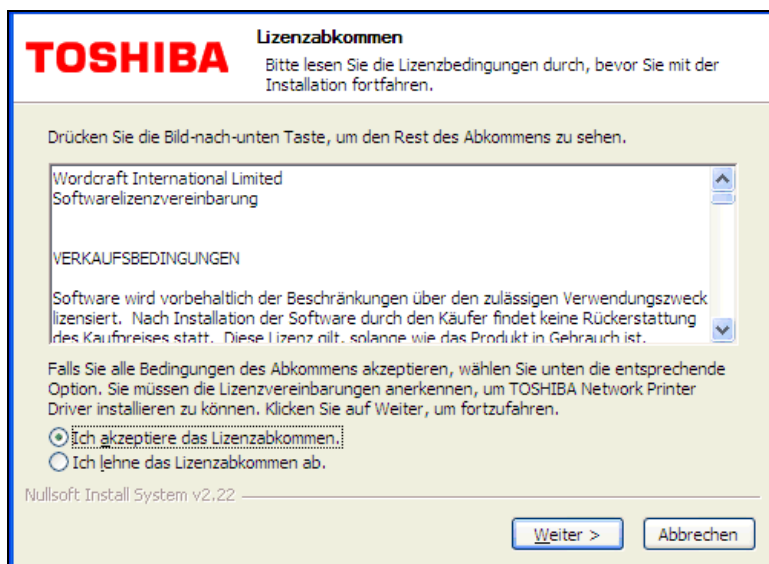 TOSHIBA
Lizenzabkommen
Bitte lesen Sie die Lizenzbedingungen durch, bevor Sie mit der
Installation fortfahren.
Drücken Sie die Bild-nach-unten Taste, um den Rest des Abkommens zu sehen.
Wordcraft International Limited
Softwarelizenzvereinbarung
VERKAUFSBEDINGUNGEN
Software wird vorbehaltlich der Beschränkungen über den zulässigen Verwendungszweck
lizensiert. Nach Installation der Software durch den Käufer findet keine Rückerstattung
des Kaufpreises statt. Diese Lizenz gilt, solange wie das Produkt in Gebrauch ist.
Falls Sie alle Bedingungen des Abkommens akzeptieren, wählen Sie unten die entsprechende
Option. Sie müssen die Lizenzvereinbarungen anerkennen, um TOSHIBA Network Printer
Driver installieren zu können. Klicken Sie auf Weiter, um fortzufahren.
Ich akzeptiere das Lizenzabkommen.
Ich lehne das Lizenzabkommen ab.
Nullsoft Install System v2.22
Weiter >
Abbrechen